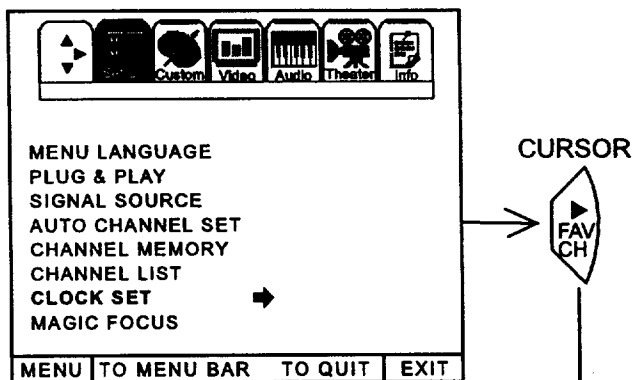 Custom Video Audio Theater Info
MENU LANGUAGE
PLUG & PLAY
SIGNAL SOURCE
AUTO CHANNEL SET
CHANNEL MEMORY
CHANNEL LIST
CLOCK SET
MAGIC FOCUS
MENU TO MENU BAR TO QUIT EXIT
CURSOR
FAV
CH